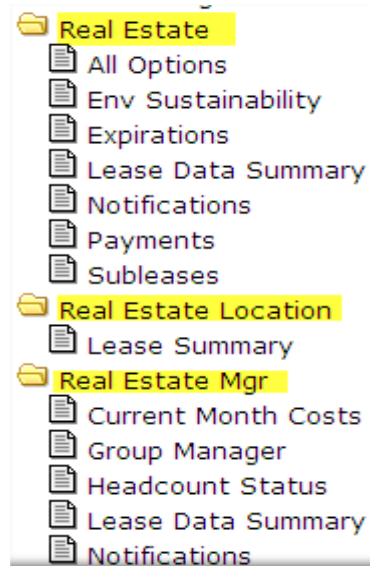 Real Estate
All Options
Env Sustainability
Expirations
Lease Data Summary
Notifications
Payments
Subleases
Real Estate Location
Lease Summary
Real Estate Mgr
Current Month Costs
Group Manager
Headcount Status
Lease Data Summary
Notifications